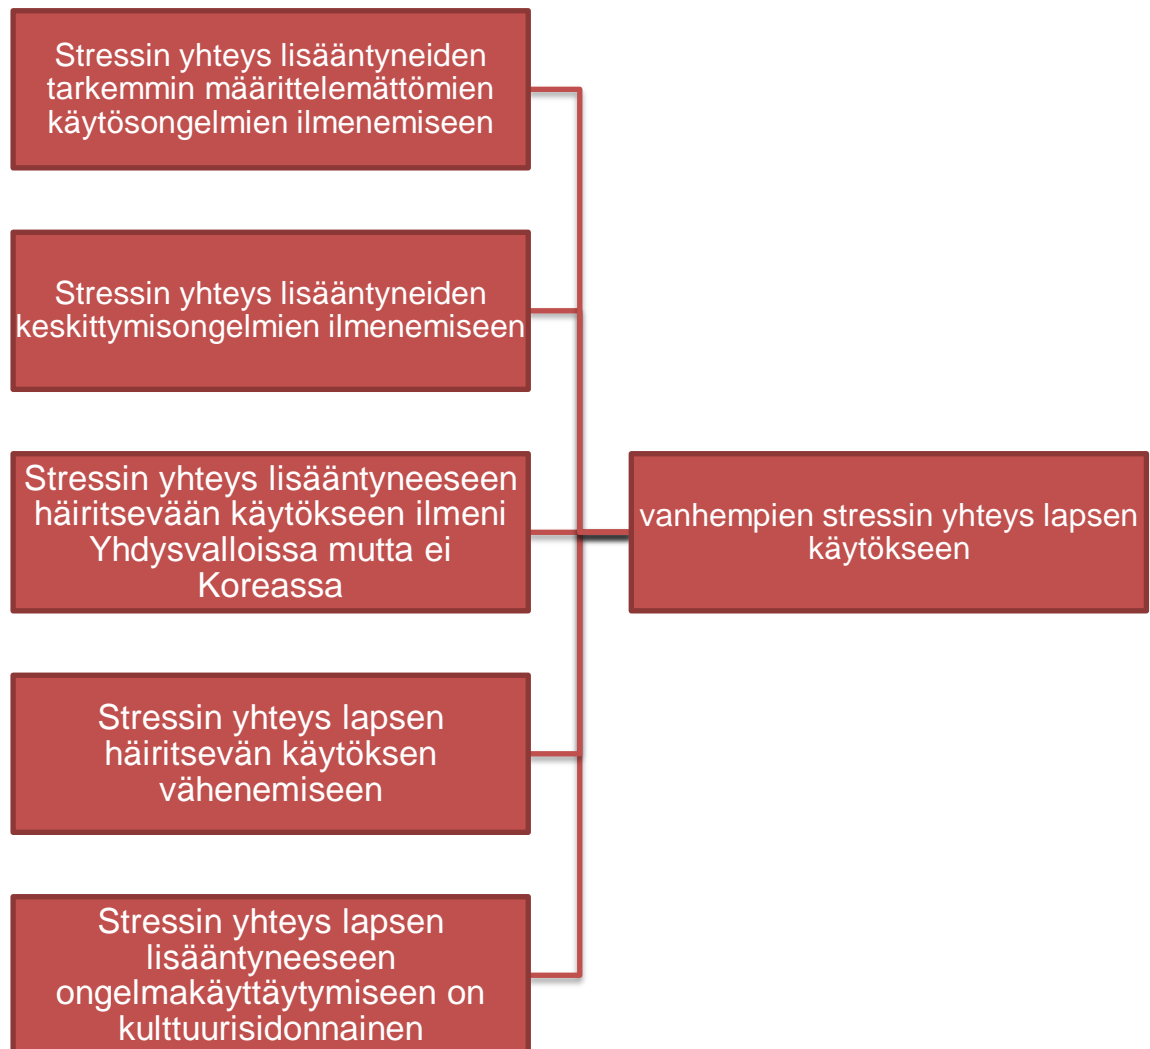 Stressin yhteys lisääntyneiden
tarkemmin määrittelemättömien
käytösongelmien ilmenemiseen
Stressin yhteys lisääntyneiden
keskittymisongelmien ilmenemiseen
Stressin yhteys lisääntyneeseen
häiritsevään käytökseen ilmeni
Yhdysvalloissa mutta ei
Koreassa
vanhempien stressin yhteys lapsen
käytökseen
Stressin yhteys lapsen
häiritsevän käytöksen
vähenemiseen
Stressin yhteys lapsen
lisääntyneeseen
ongelmakäyttäytymiseen on
kulttuurisidonnainen